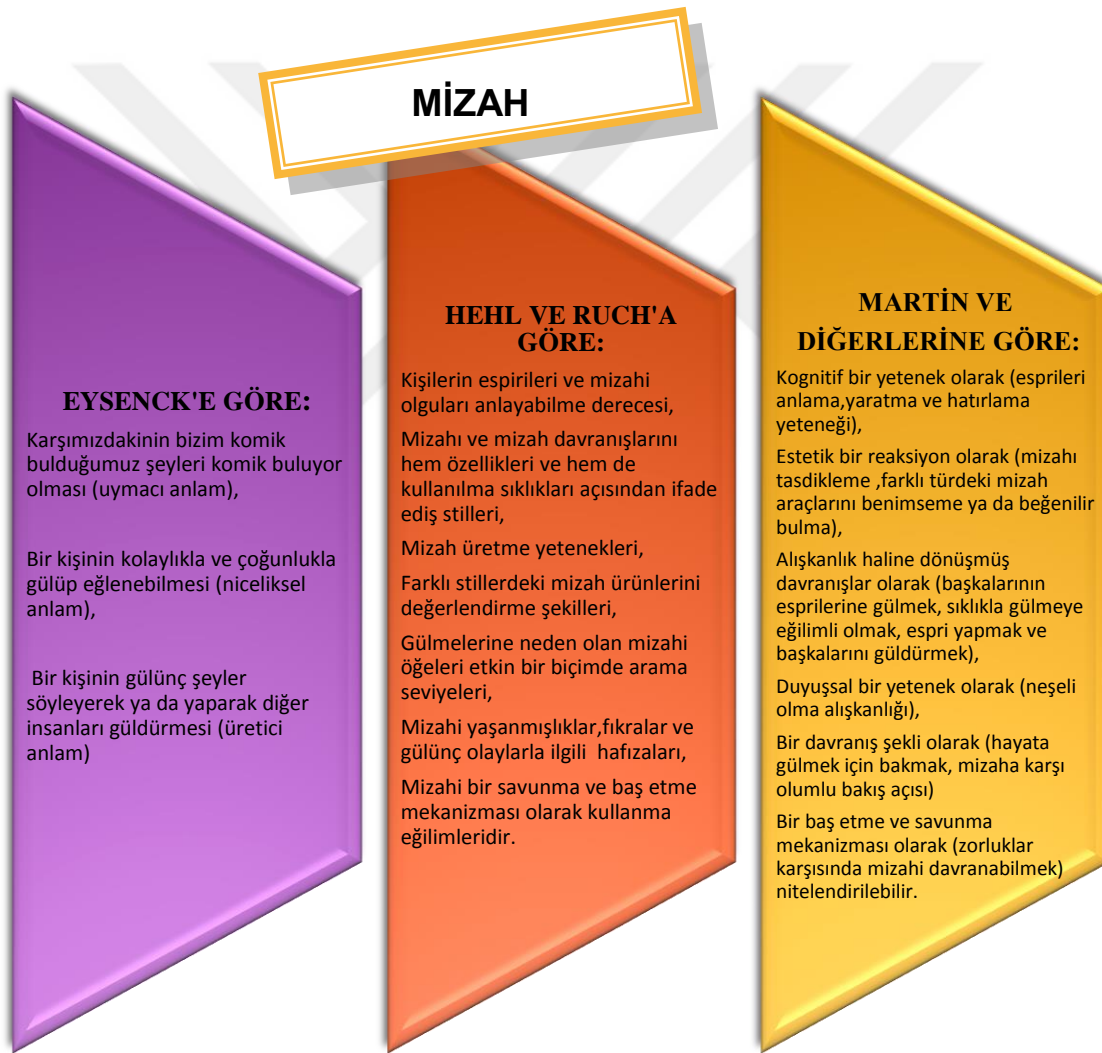 MİZAH
EYSENCK'E GÖRE:
Karşımızdakinin bizim komik
bulduğumuz şeyleri komik buluyor
olması (uymacı anlam),
Bir kişinin kolaylıkla ve çoğunlukla
gülüp eğlenebilmesi (niceliksel
anlam),
Bir kişinin gülünç şeyler
söyleyerek ya da yaparak diğer
insanları güldürmesi (üretici
anlam)
HEHL VE RUCH'A
GÖRE:
Kişilerin espirileri ve mizahi
olguları anlayabilme derecesi,
Mizahı ve mizah davranışlarını
hem özellikleri ve hem de
kullanılma sıklıkları açısından ifade
ediş stilleri,
Mizah üretme yetenekleri,
Farklı stillerdeki mizah ürünlerini
değerlendirme şekilleri,
Gülmelerine neden olan mizahi
öğeleri etkin bir biçimde arama
seviyeleri,
Mizahi yaşanmışlıklar,fıkralar ve
gülünç olaylarla ilgili hafızaları,
Mizahi bir savunma ve baş etme
mekanizması olarak kullanma
eğilimleridir.
MARTİN VE
DİĞERLERİNE GÖRE:
Kognitif bir yetenek olarak (esprileri
anlama,yaratma ve hatırlama
yeteneği),
Estetik bir reaksiyon olarak (mizahı
tasdikleme ,farklı türdeki mizah
araçlarını benimseme ya da beğenilir
bulma),
Alışkanlık haline dönüşmüş
davranışlar olarak (başkalarının
esprilerine gülmek, sıklıkla gülmeye
eğilimli olmak, espri yapmak ve
başkalarını güldürmek),
Duyuşsal bir yetenek olarak (neşeli
olma alışkanlığı),
Bir davranış şekli olarak (hayata
gülmek için bakmak, mizaha karşı
olumlu bakış açısı)
Bir baş etme ve savunma
mekanizması olarak (zorluklar
karşısında mizahi davranabilmek)
nitelendirilebilir.